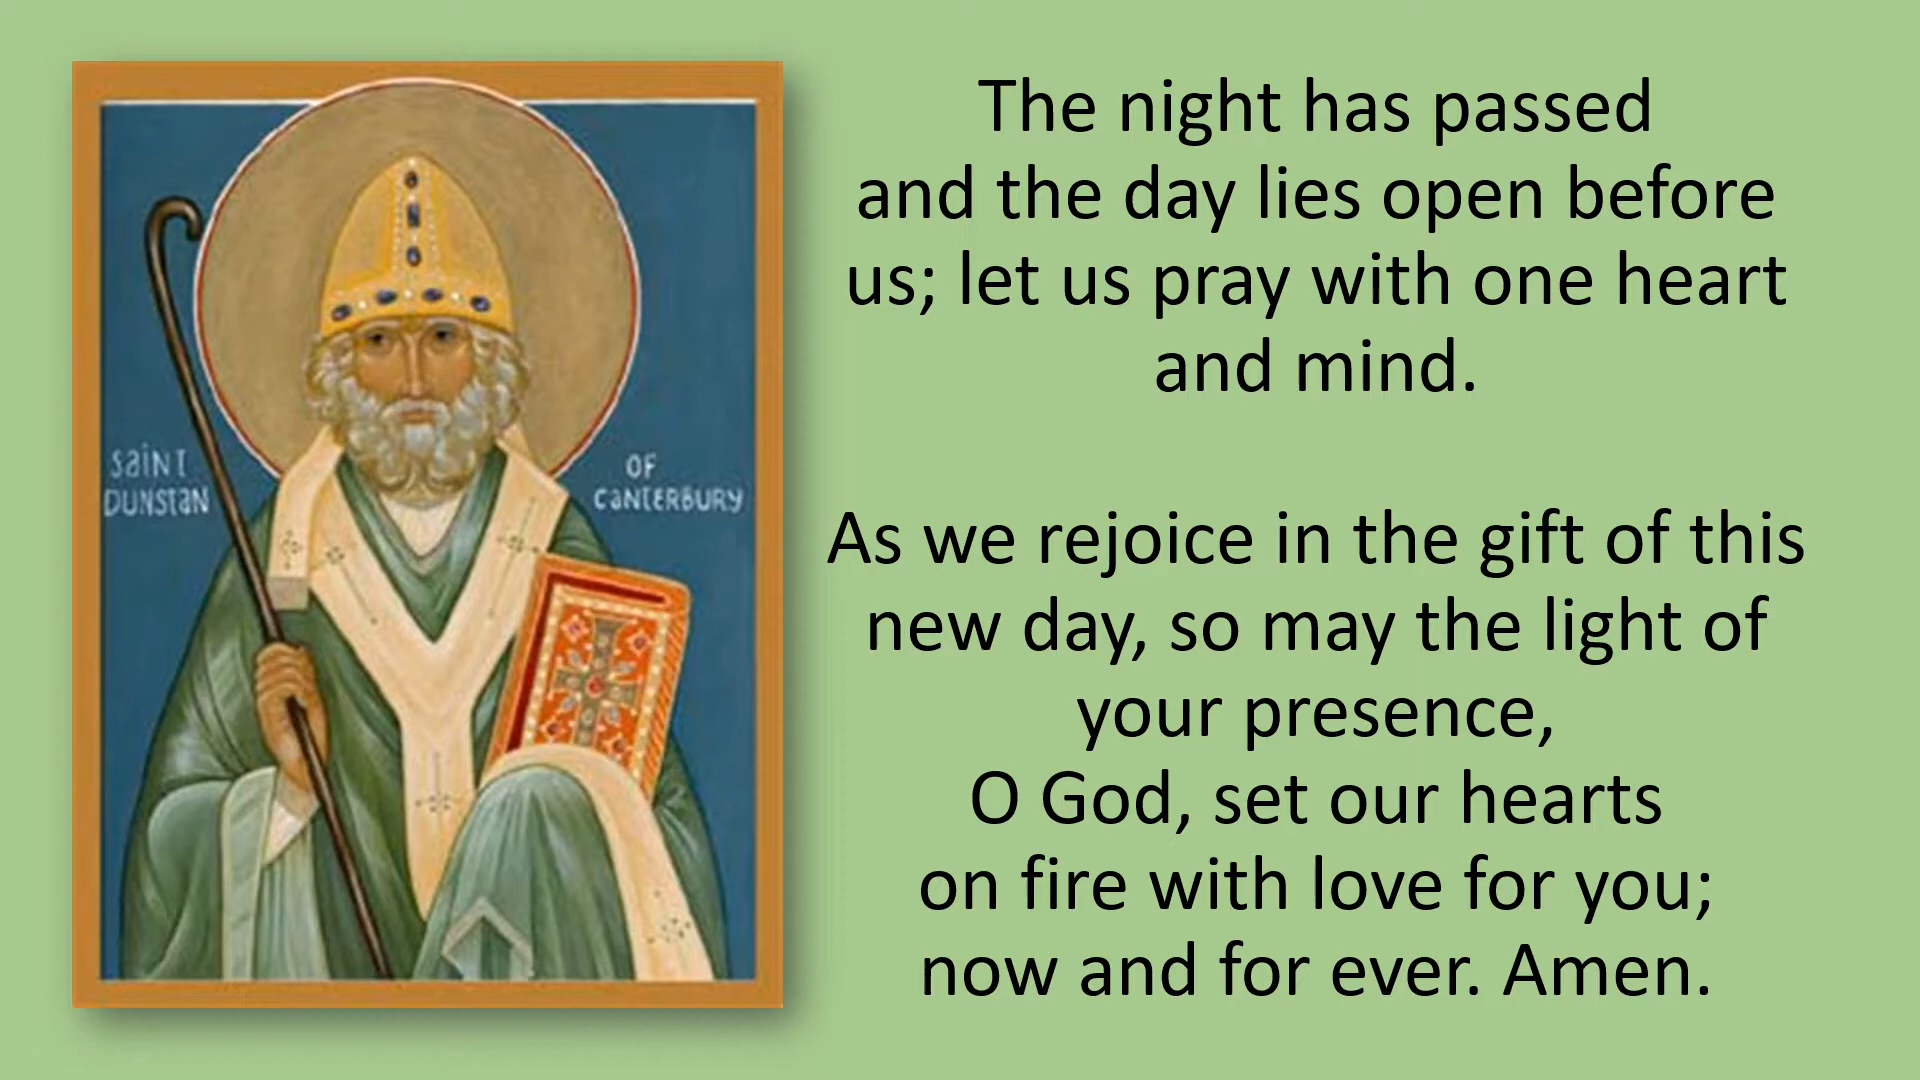 SaiNT
DUNSTaN
OF
CaNTERBURY
The night has passed
and the day lies open before
us; let us pray with one heart
and mind.
As we rejoice in the gift of this
new day, so may the light of
your presence,
O God, set our hearts
on fire with love for you;
now and for ever. Amen.